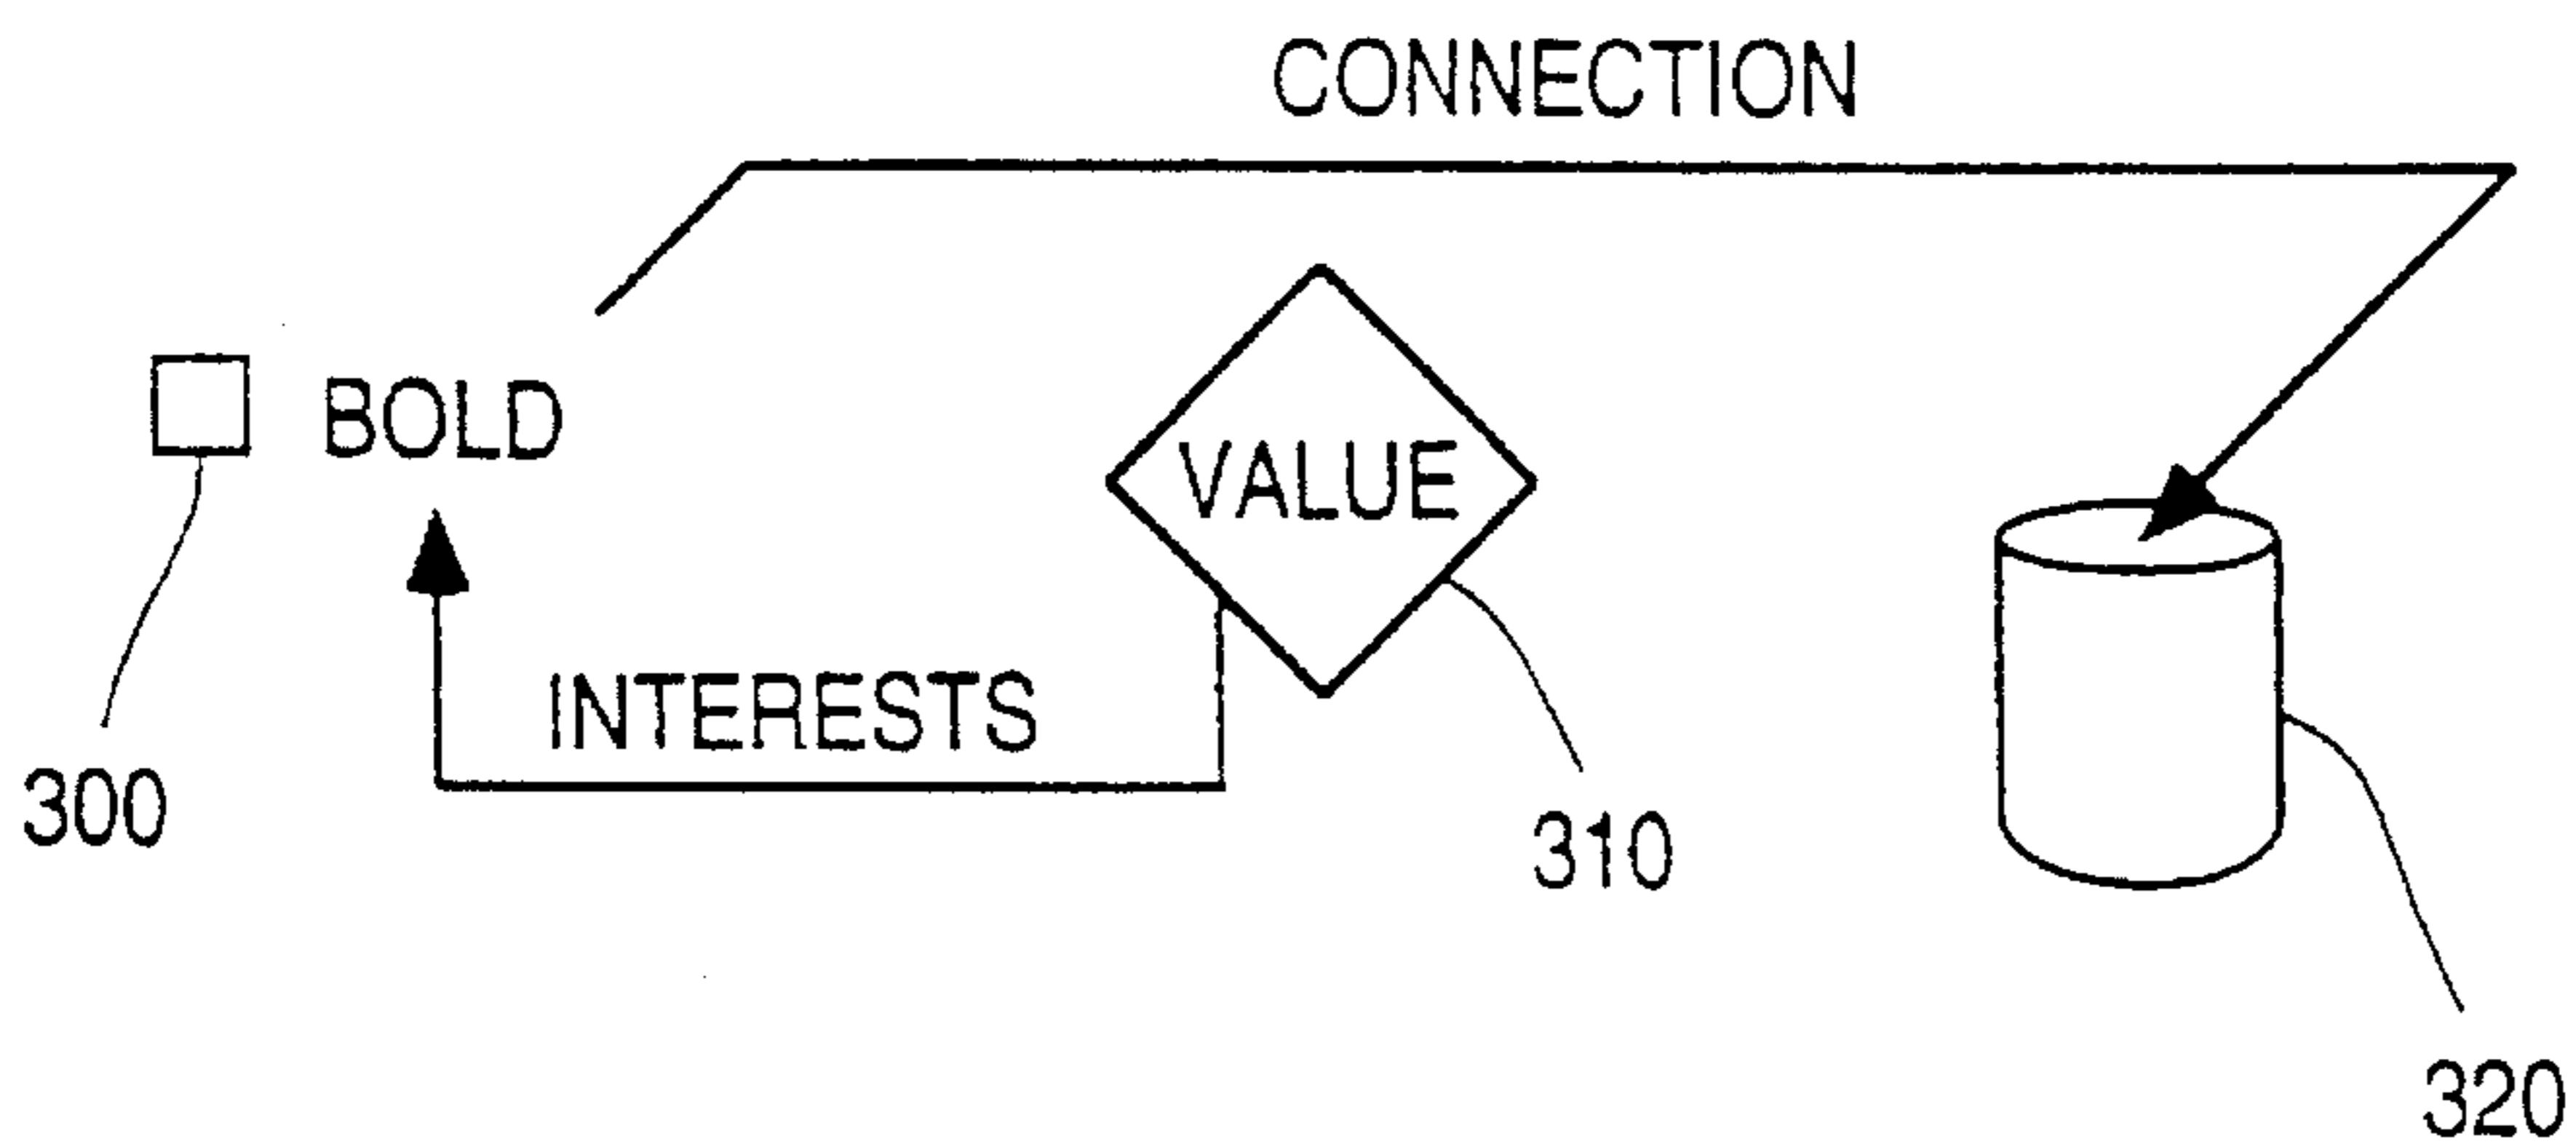 CONNECTION
BOLD
VALUE
INTERESTS
300
310
320